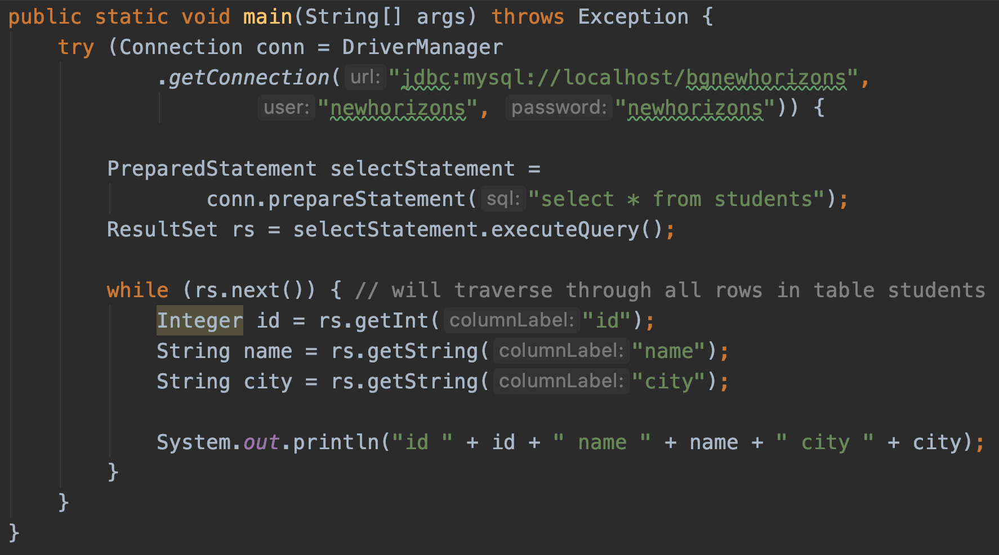 public static void main(String[] args) throws Exception {
try (Connection conn = DriverManager
.getConnection( url: "jdbc:mysql://localhost/bgnewhorizons",
user: "newhorizons", password: "newhorizons")) {
PreparedStatement selectStatement =
conn.prepareStatement( sql: "select * from students");
ResultSet rs = selectStatement.executeQuery();
while (rs.next()) { // will traverse through all rows in table students
Integer id = rs.getInt( columnLabel: "id");
String name = rs.getString( columnLabel: "name");
String city = rs.getString( columnLabel: "city");
System.out.println("id " + id + " name " + name + " city " + city);
}
}
}